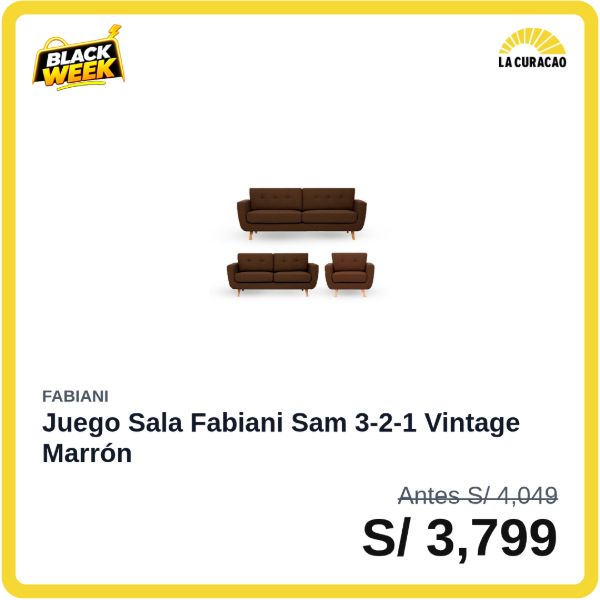 BLACK
WEEK
LA CURACAO
FABIANI
Juego Sala Fabiani Sam 3-2-1 Vintage
Marrón
Antes S/ 4,049
S/ 3,799